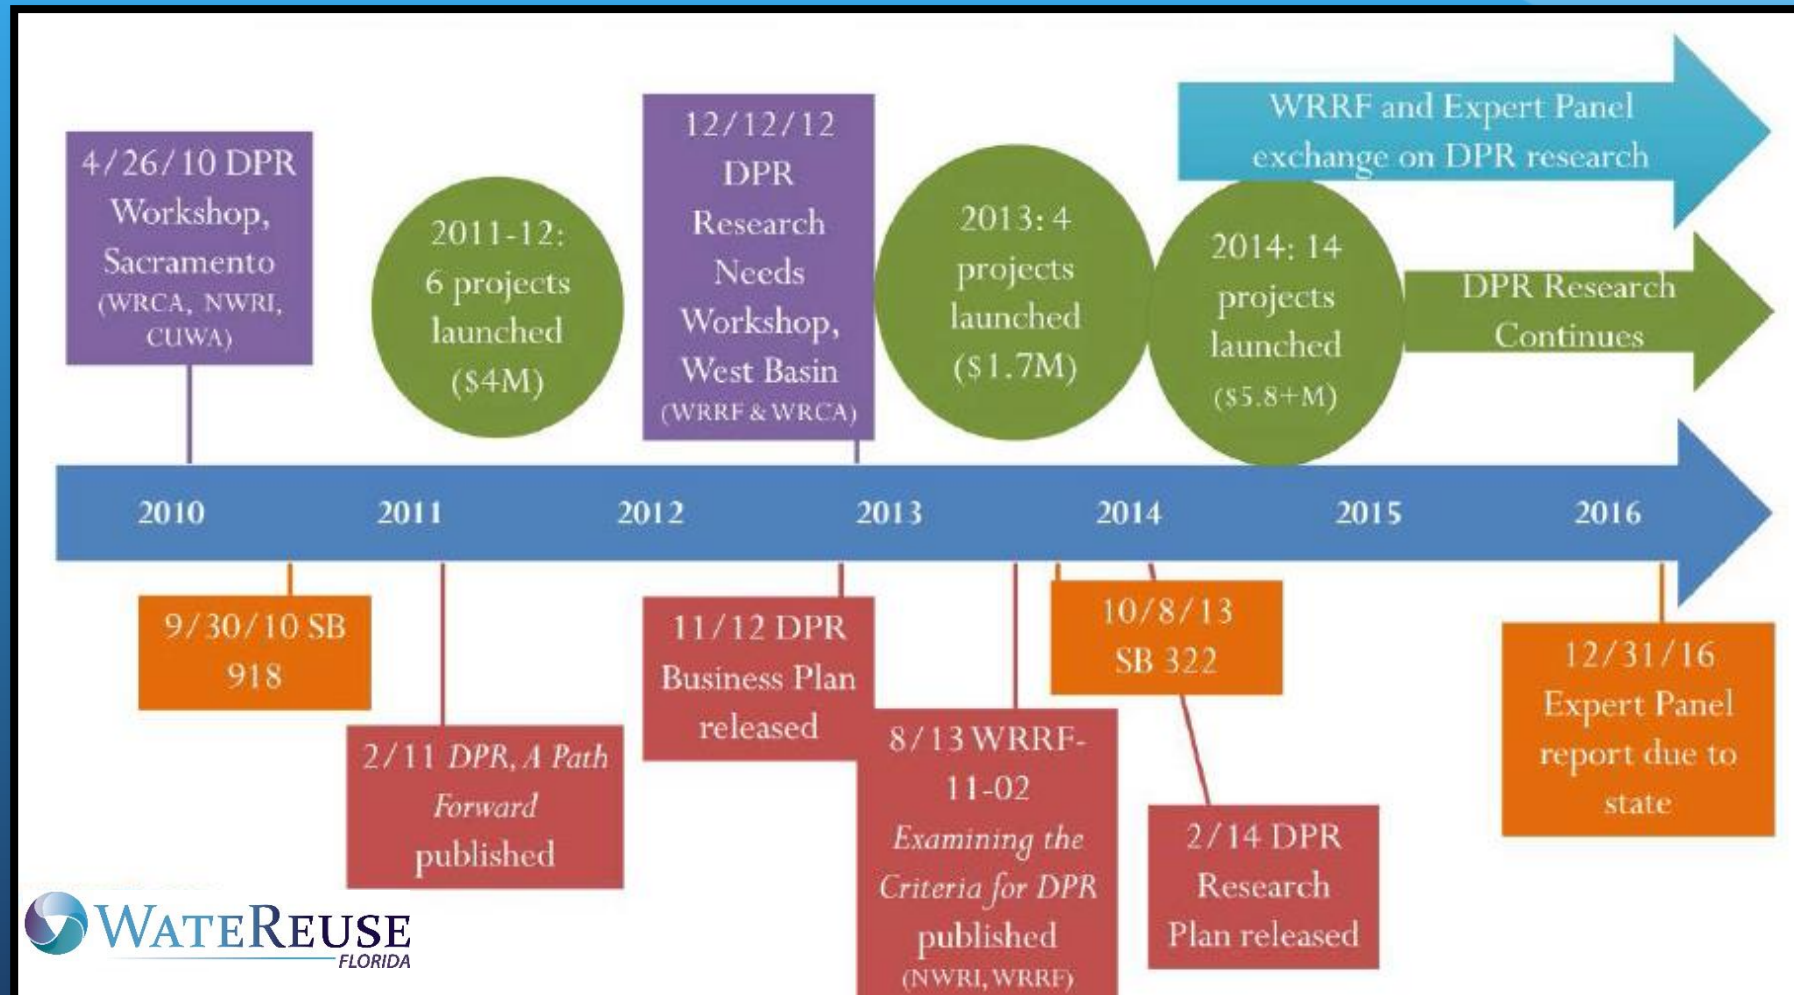 4/26/10 DPR
Workshop,
Sacramento
(WRCA, NWRI,
CUWA)
2011-12:
6 projects
launched
($4M)
12/12/12
DPR
Research
Needs
Workshop,
West Basin
(WRRF & WRCA)
2013: 4
projects
launched
($1.7M)
2014: 14
projects
launched
($5.8+M)
WRRF and Expert Panel
exchange on DPR research
DPR Research
Continues
2010 2011 2012 2013 2014 2015 2016
9/30/10 SB
918
2/11 DPR, A Path
Forward
published
11/12 DPR
Business Plan
released
8/13 WRRF-
11-02
Examining the
Criteria for DPR
published
(NWRI, WRRF)
10/8/13
SB 322
2/14 DPR
Research
Plan released
12/31/16
Expert Panel
report due to
state
WATEREUSE
FLORIDA